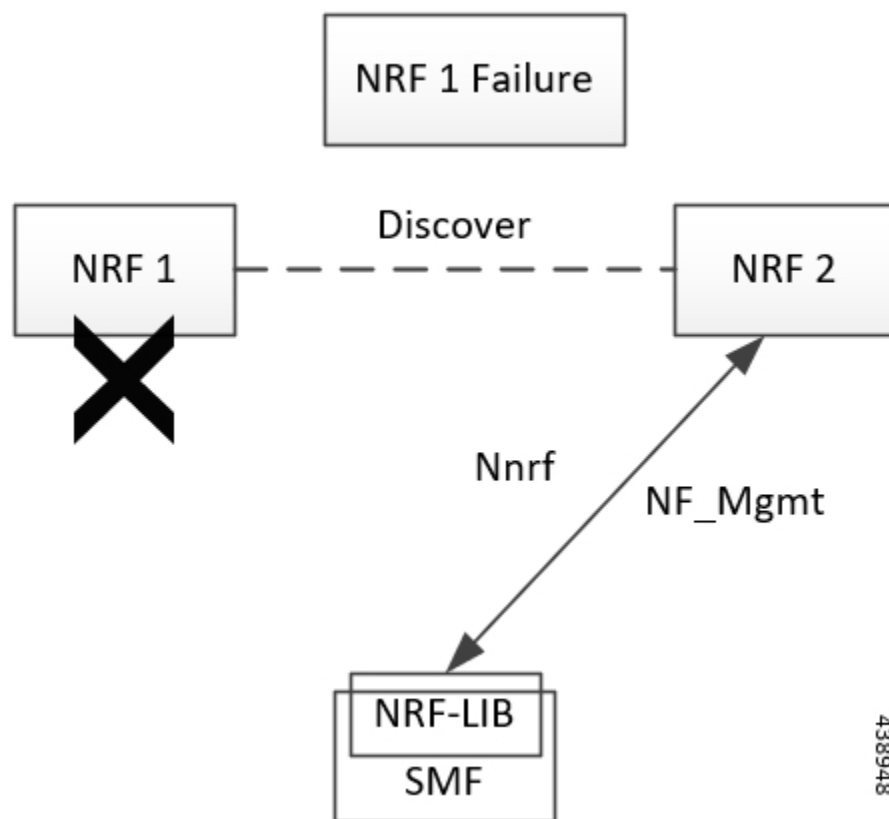 NRF 1 Failure
Discover
NRF 1
NRF 2
Nnrf
NF_Mgmt
NRF-LIB
SMF
438948